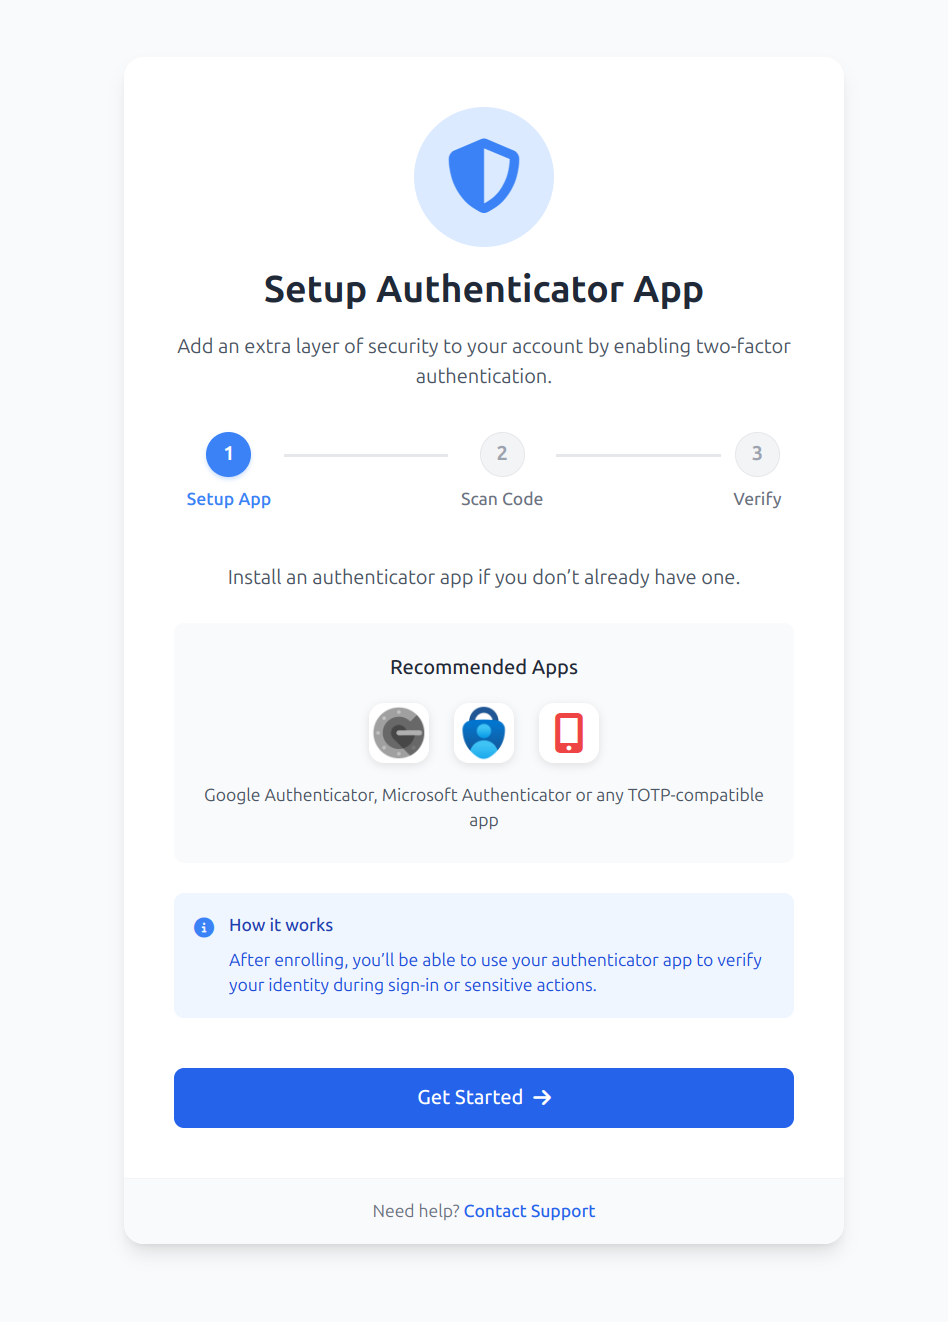 Setup Authenticator App
Add an extra layer of security to your account by enabling two-factor
authentication.
1
2
3
Setup App
Scan Code
Verify
Install an authenticator app if you don’t already have one.
Recommended Apps
Google Authenticator, Microsoft Authenticator or any TOTP-compatible
app
How it works
After enrolling, you’ll be able to use your authenticator app to verify
your identity during sign-in or sensitive actions.
Get Started
Need help? Contact Support